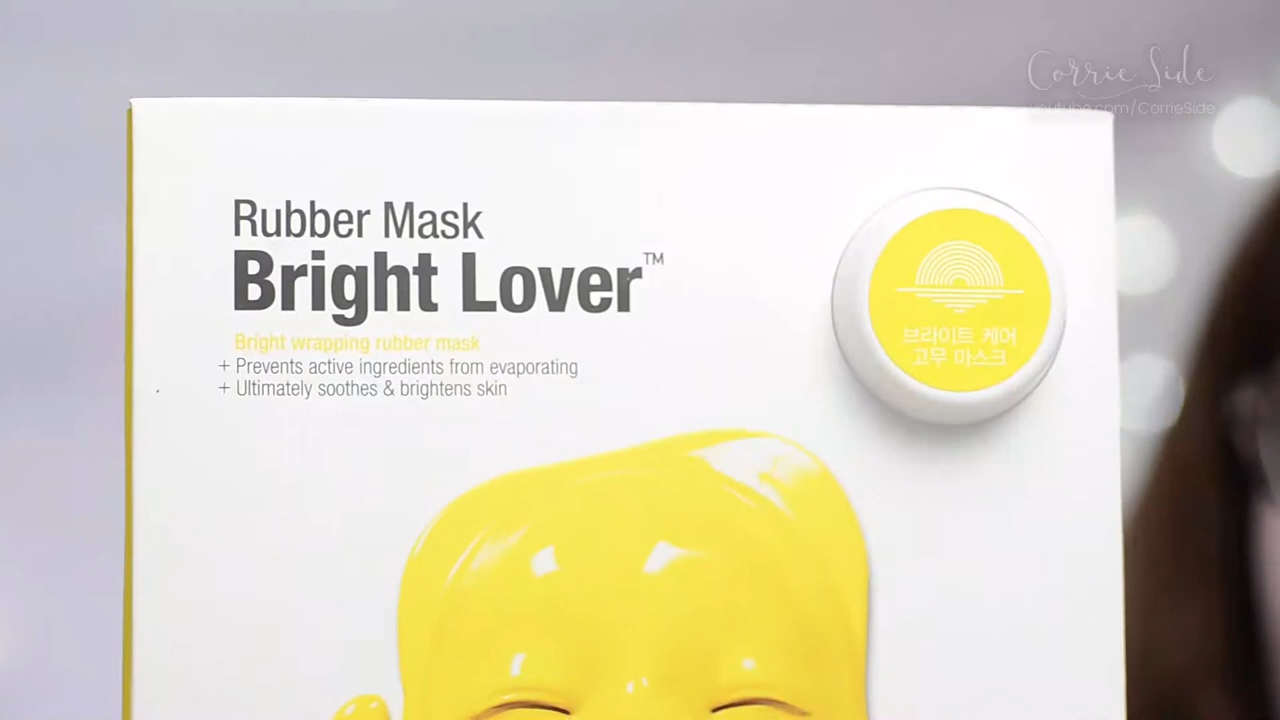 Corrie Side
youtube.com/CorrieSide
Rubber Mask
Bright Lover™
Bright wrapping rubber mask
+ Prevents active ingredients from evaporating
+ Ultimately soothes & brightens skin
브라이트 케어
고무 마스크